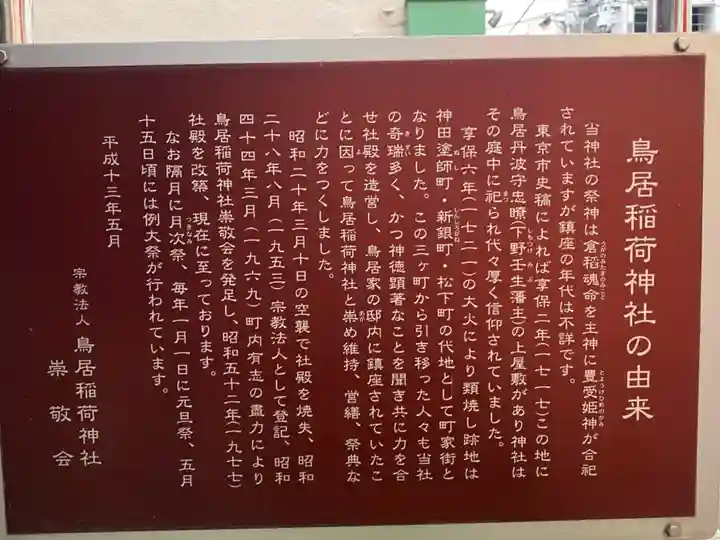 鳥居稲荷神社の由来
当神社の祭神は倉稲魂命を主神に豊受姫神が合祀
されていますが鎮座の年代は不詳です。
東京市史稿によれば享保二年(一七一七)この地に
鳥居丹波守忠瞭(下野壬生藩主)の上屋敷があり神社は
その庭中に祀られ代々厚く信仰されていました。
享保六年(一七二一)の大火により類焼し跡地は
神田塗師町・新銀町・松下町の代地として町家街と
なりました。この三ヶ町から引き移った人々も当社
の奇瑞多く、かつ神徳顕著なことを聞き共に力を合
せ社殿を造営し、鳥居家の邸内に鎮座されていたこ
とに因って鳥居稲荷神社と崇め維持、営繕、祭典な
どに力をつくしました。
昭和二十年三月十日の空襲で社殿を焼失、昭和
二十八年八月(一九五三)宗教法人として登記、昭和
四十四年三月(一九六九)町内有志の盡力により
鳥居稲荷神社崇敬会を発足し、昭和五十二年(一九七七)
社殿を改築、現在に至っております。
なお隔月に月次祭、毎年一月一日に元旦祭、五月
十五日頃には例大祭が行われています。
平成十三年五月
宗教法人 鳥居稲荷神社
崇敬会